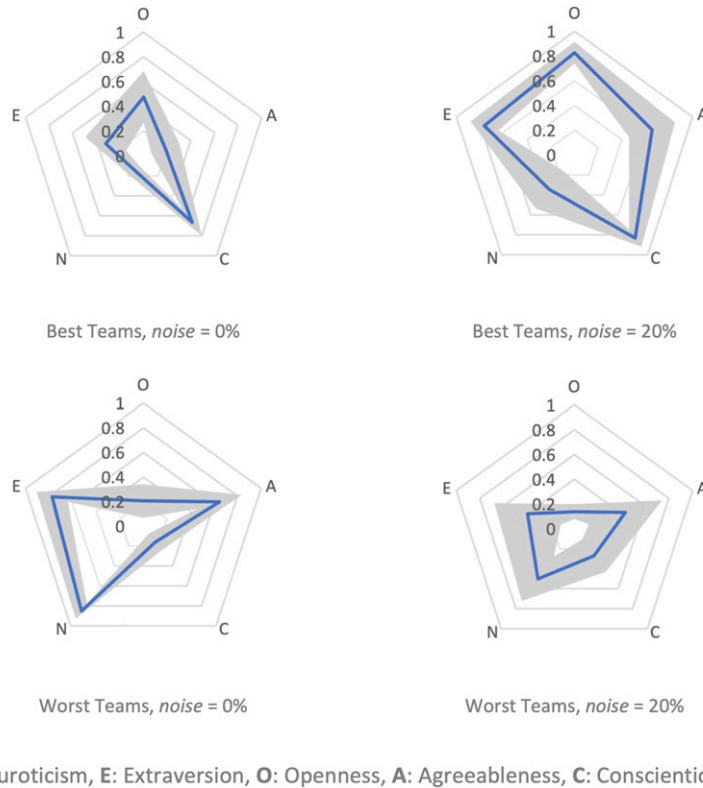 O
1
0.8
0.6
0.4
0.2
0
E
A
N
C
Best Teams, noise = 0%
O
1
0.8
0.6
0.4
0.2
0
E
A
N
C
Best Teams, noise = 20%
O
1
0.8
0.6
0.4
0.2
0
E
A
N
C
Worst Teams, noise = 0%
O
1
0.8
0.6
0.4
0.2
0
E
A
N
C
Worst Teams, noise = 20%
uroticism, E: Extraversion, O: Openness, A: Agreeableness, C: Conscientio